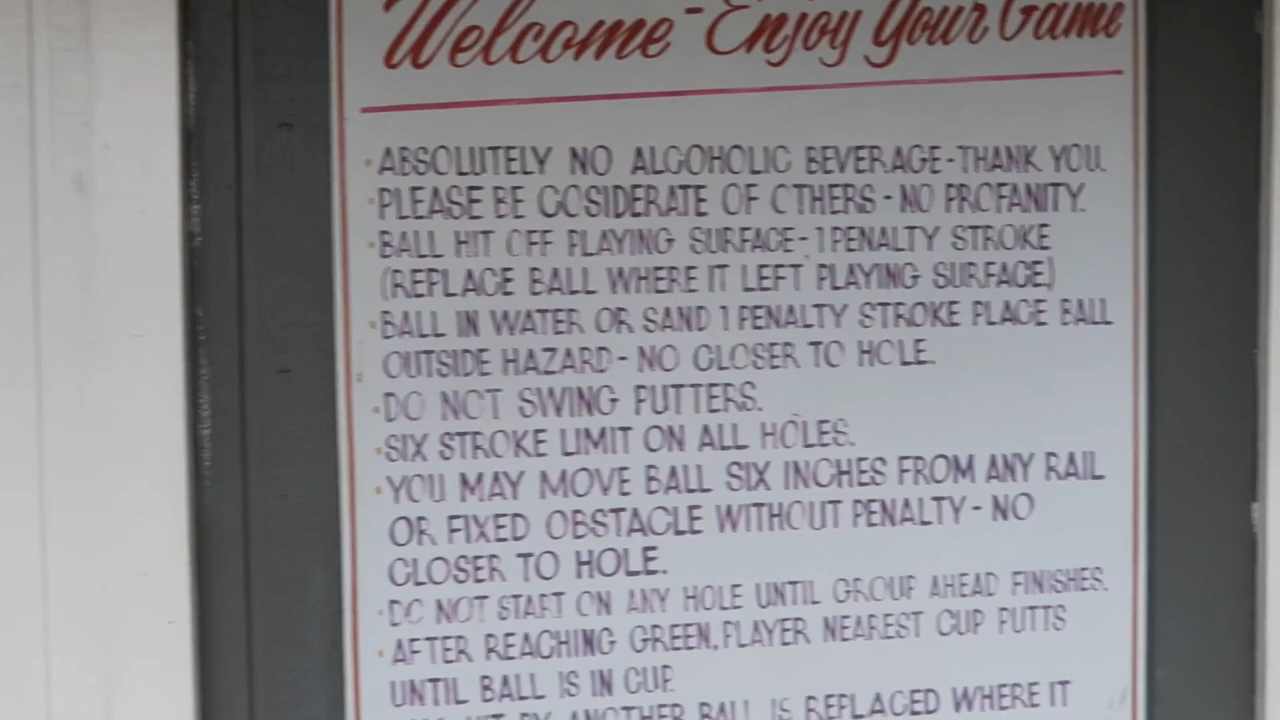 Welcome - Enjoy Your Game
· ABSOLUTELY NO ALCOHOLIC BEVERAGE - THANK YOU.
· PLEASE BE COSIDERATE OF OTHERS - NO PROFANITY.
· BALL HIT OFF PLAYING SURFACE - 1 PENALTY STROKE
(REPLACE BALL WHERE IT LEFT PLAYING SURFACE)
· BALL IN WATER OR SAND 1 PENALTY STROKE PLACE BALL
OUTSIDE HAZARD - NO CLOSER TO HOLE.
· DO NOT SWING PUTTERS.
· SIX STROKE LIMIT ON ALL HOLES.
· YOU MAY MOVE BALL SIX INCHES FROM ANY RAIL
OR FIXED OBSTACLE WITHOUT PENALTY - NO
CLOSER TO HOLE.
· DO NOT START ON ANY HOLE UNTIL GROUP AHEAD FINISHES.
· AFTER REACHING GREEN, PLAYER NEAREST CUP PUTTS
UNTIL BALL IS IN CUP.
HIT BY ANOTHER BALL IS REPLACED WHERE IT